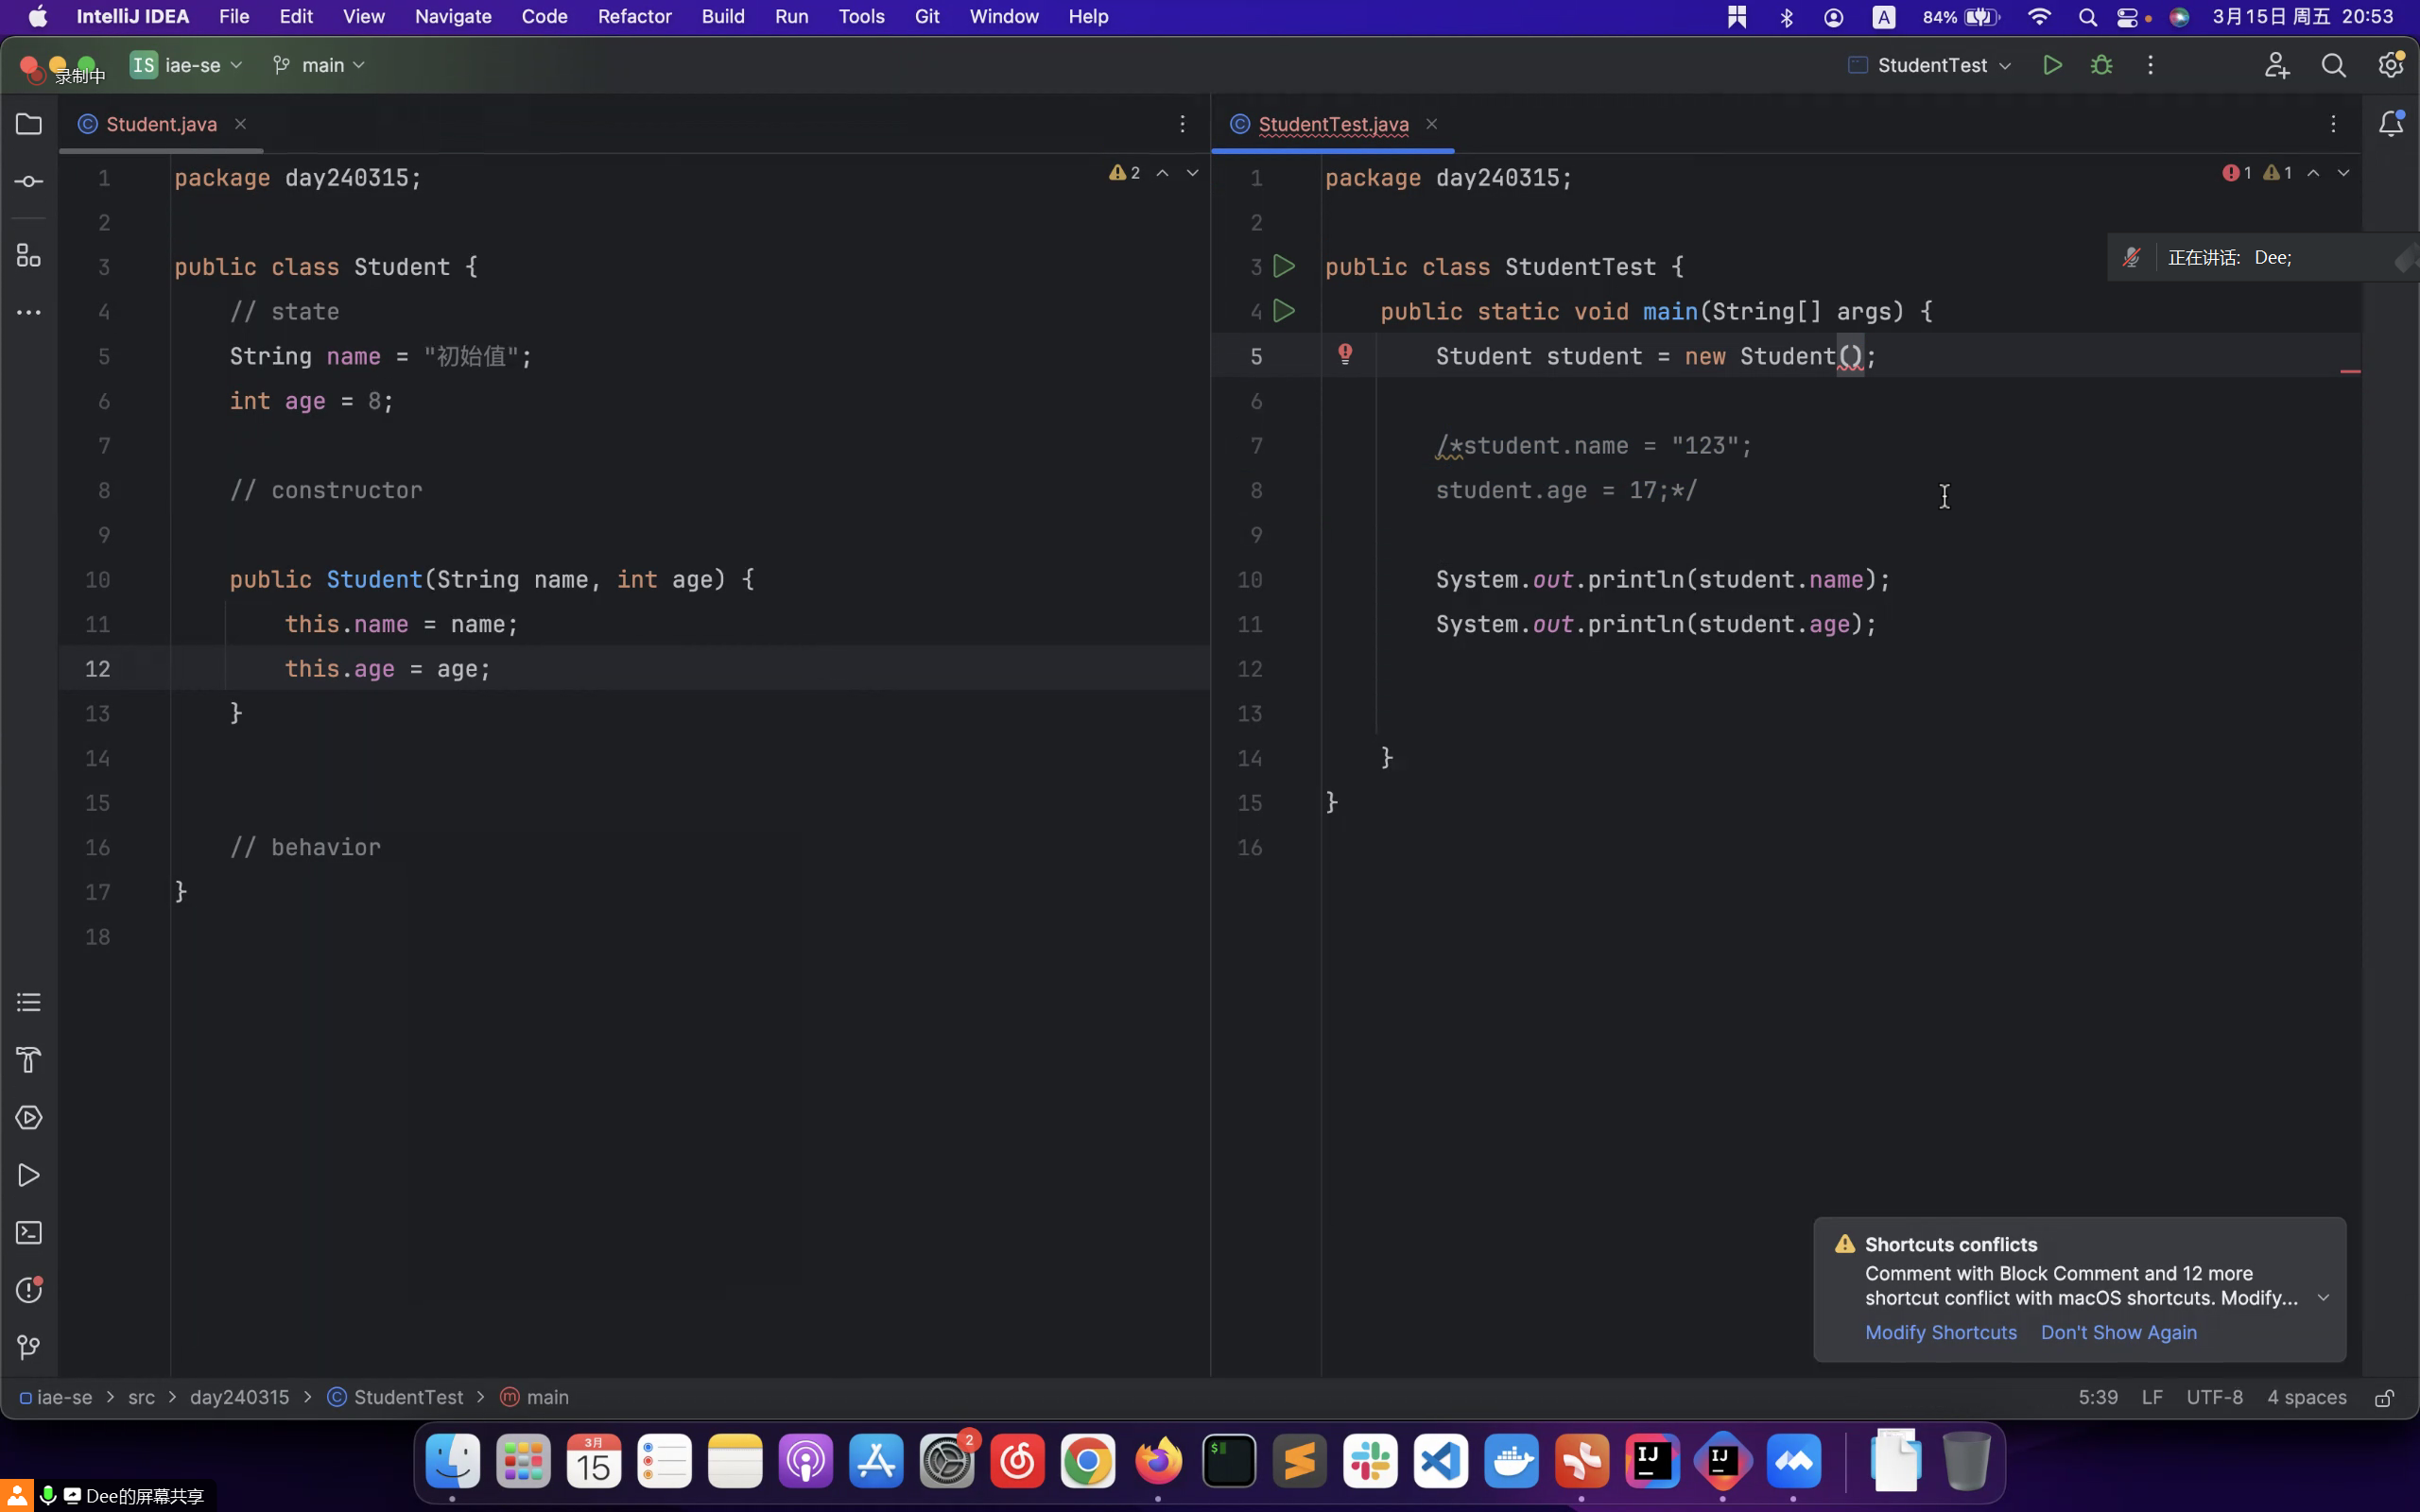 IntelliJ IDEA File Edit View Navigate Code Refactor Build Run Tools Git Window Help A 84% 3月15日 周五 20:53
录制中 IS iae-se main StudentTest
Student.java
1 package day240315; 2
2
3 public class Student {
4 // state
5 String name = "初始值";
6 int age = 8;
7
8 // constructor
9
10 public Student(String name, int age) {
11 this.name = name;
12 this.age = age;
13 }
14
15
16 // behavior
17 }
18
StudentTest.java
1 package day240315; 1 1
2
正在讲话: Dee;
3 public class StudentTest {
4 public static void main(String[] args) {
5 Student student = new Student();
6
7 /*student.name = "123";
8 student.age = 17;*/
9
10 System.out.println(student.name);
11 System.out.println(student.age);
12
13
14 }
15 }
16
Shortcuts conflicts
Comment with Block Comment and 12 more
shortcut conflict with macOS shortcuts. Modify...
Modify Shortcuts Don't Show Again
iae-se > src > day240315 > StudentTest > main 5:39 LF UTF-8 4 spaces
3月
15
2
$
IJ
IJ
Dee的屏幕共享